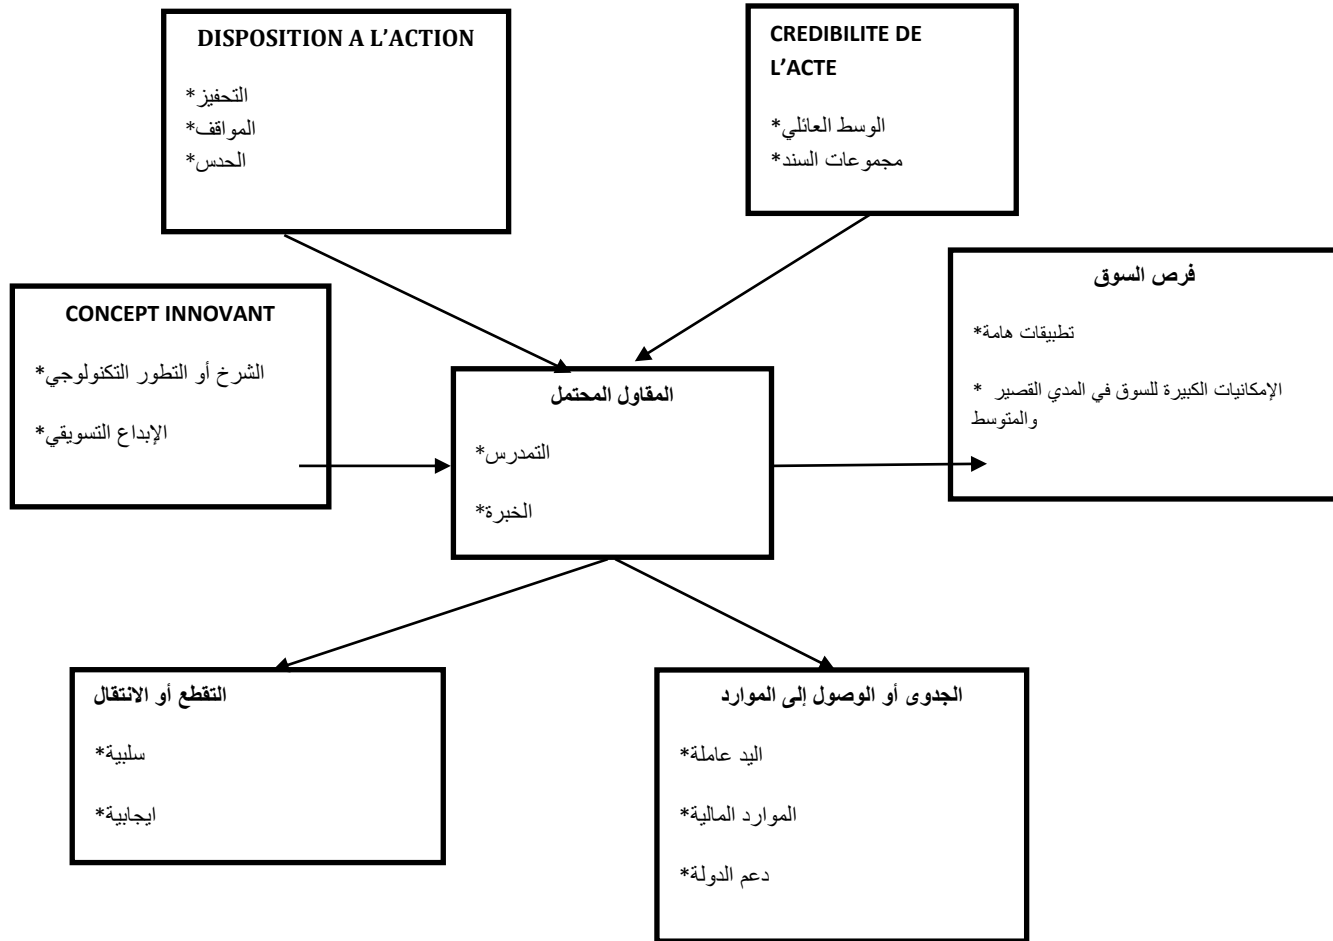 DISPOSITION A L’ACTION
*التحفيز
*المواقف
*الحدس
CREDIBILITE DE
L’ACTE
*الوسط العائلي
*مجموعات السند
CONCEPT INNOVANT
*الشرخ أو التطور التكنولوجي
*الإبداع التسويقي
المقاول المحتمل
*التمدرس
*الخبرة
فرص السوق
*تطبيقات هامة
* الإمكانيات الكبيرة للسوق في المدي القصير
والمتوسط
التقطع أو الانتقال
*سلبية
*ايجابية
الجدوى أو الوصول إلى الموارد
*اليد عاملة
*الموارد المالية
*دعم الدولة